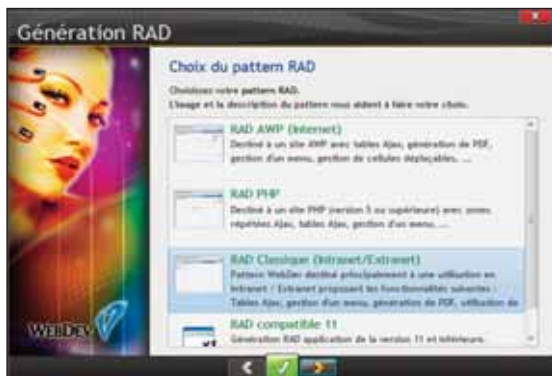 Génération RAD
Choix du pattern RAD
Choisissez votre pattern RAD.
L'image et la description du pattern vous aident à faire votre choix.
RAD AWP (Internet)
Destiné à un site AWP avec tables Ajax, génération de PDF,
gestion d'un menu, gestion de cellules déplaçables, ...
RAD PHP
Destiné à un site PHP (version 5 ou supérieure) avec zones
répétées Ajax, tables Ajax, gestion d'un menu, ...
RAD Classique (Intranet/Extranet)
Pattern WebDev destiné principalement à une utilisation en
Intranet / Extranet proposant les fonctionnalités suivantes :
Tables Ajax, gestion d'un menu, génération de PDF, utilisation de
RAD compatible 11
Génération RAD application de la version 11 et inférieure.
WEBDEV